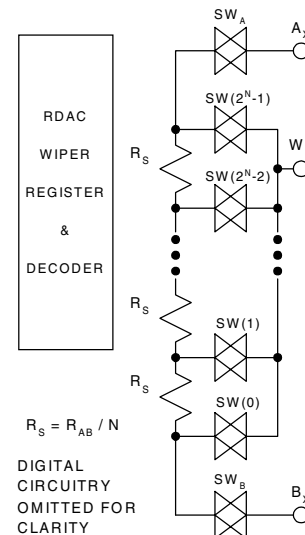 SW_A
A_X
SW(2^N-1)
RDAC
WIPER
REGISTER
&
DECODER
W_X
R_S
SW(2^N-2)
R_S
SW(1)
R_S
SW(0)
R_S = R_AB / N
DIGITAL
CIRCUITRY
OMITTED FOR
CLARITY
SW_B
B_X